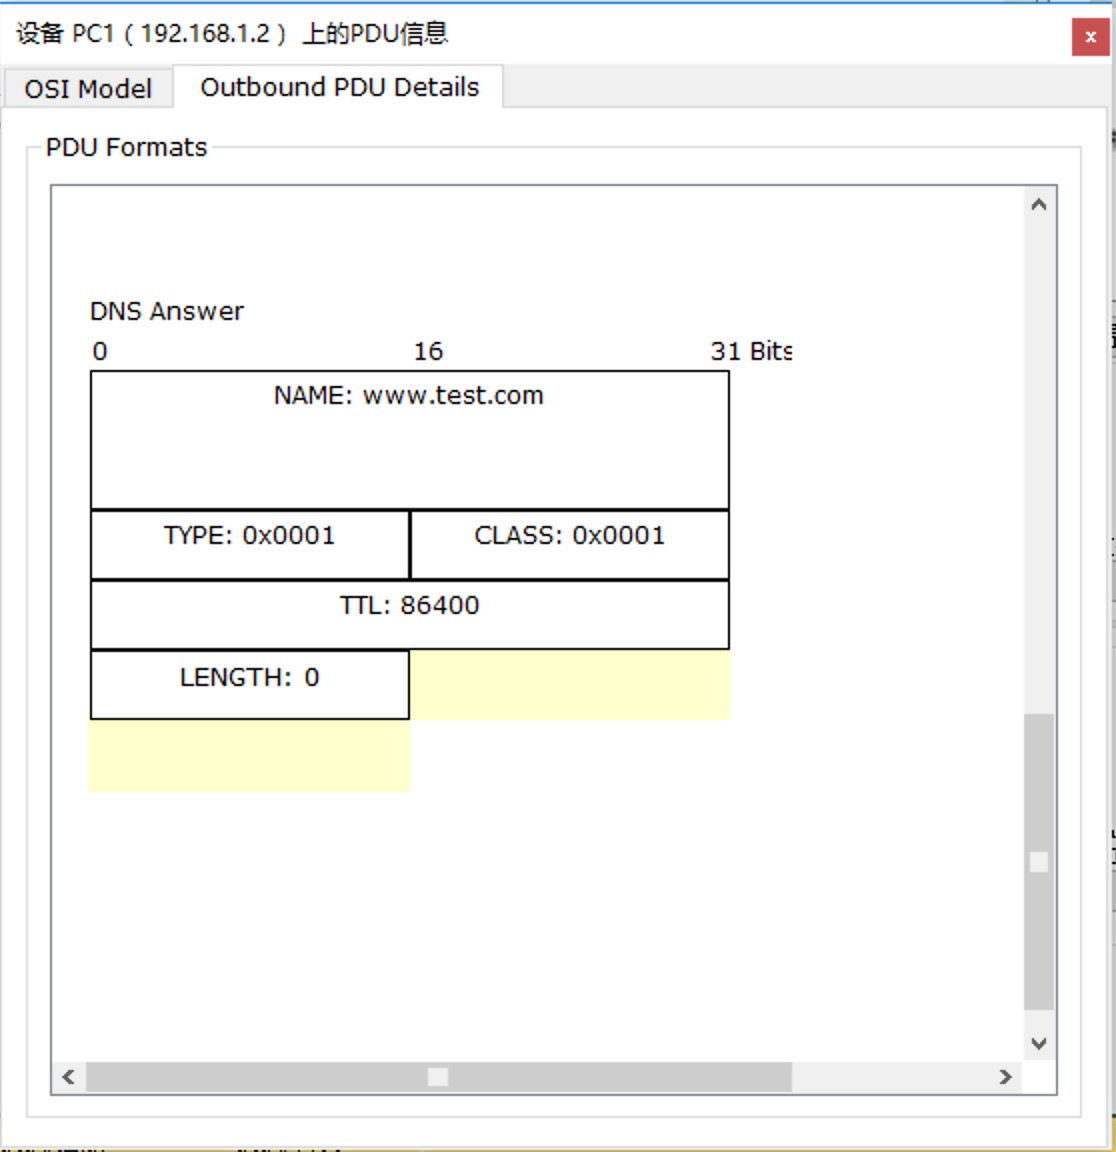 设备 PC1 ( 192.168.1.2 ) 上的PDU信息
x
OSI Model
Outbound PDU Details
PDU Formats
DNS Answer
0 16 31 Bits
NAME: www.test.com
TYPE: 0x0001 CLASS: 0x0001
TTL: 86400
LENGTH: 0